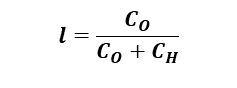 l = C_O / (C_O + C_H)